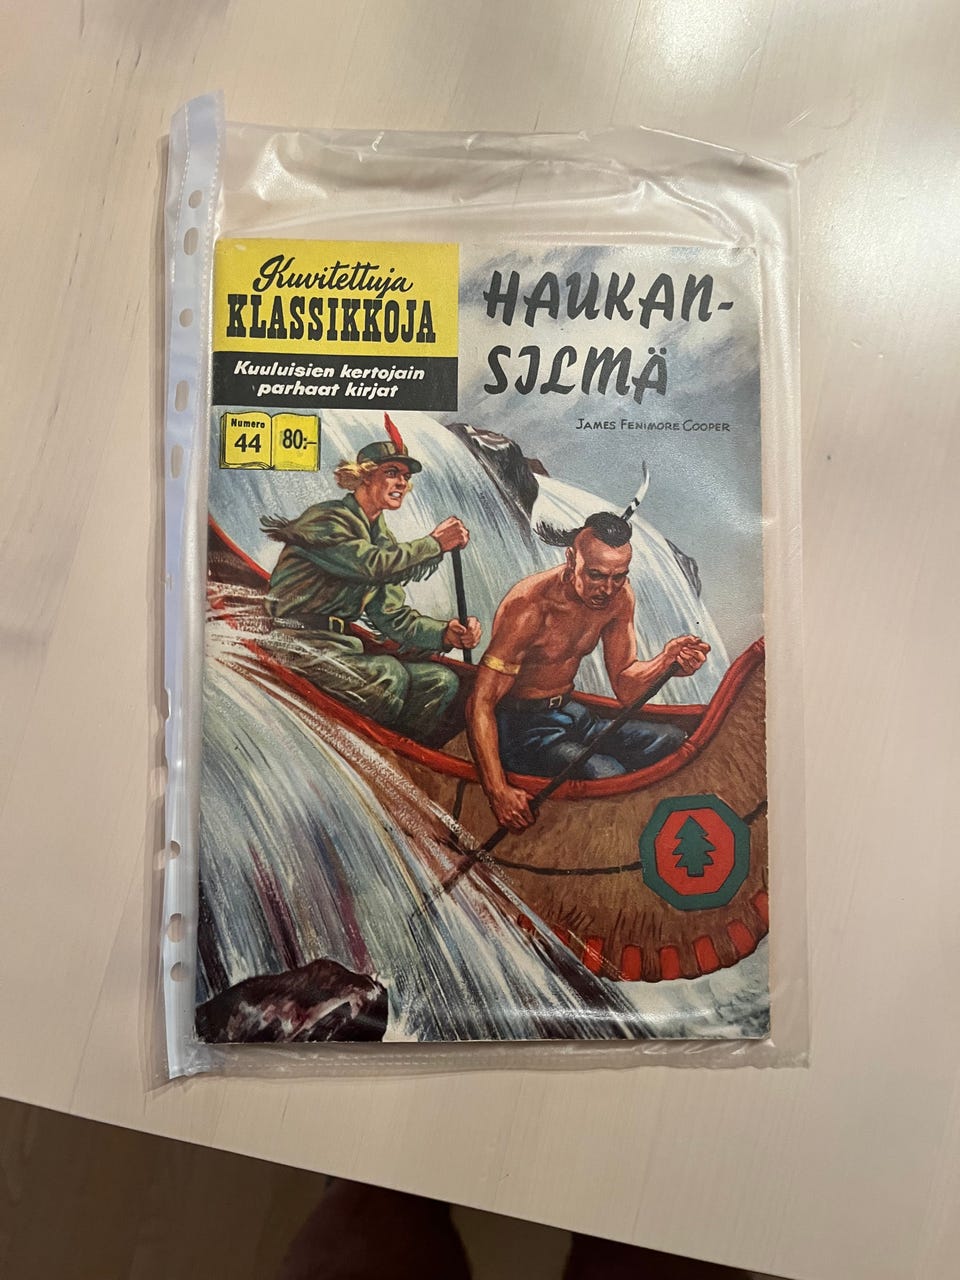 Kuvitettuja
KLASSIKKOJA
Kuuluisien kertojain
parhaat kirjat
Numero
44
80:-
HAUKAN-
SILMÄ
JAMES FENIMORE COOPER